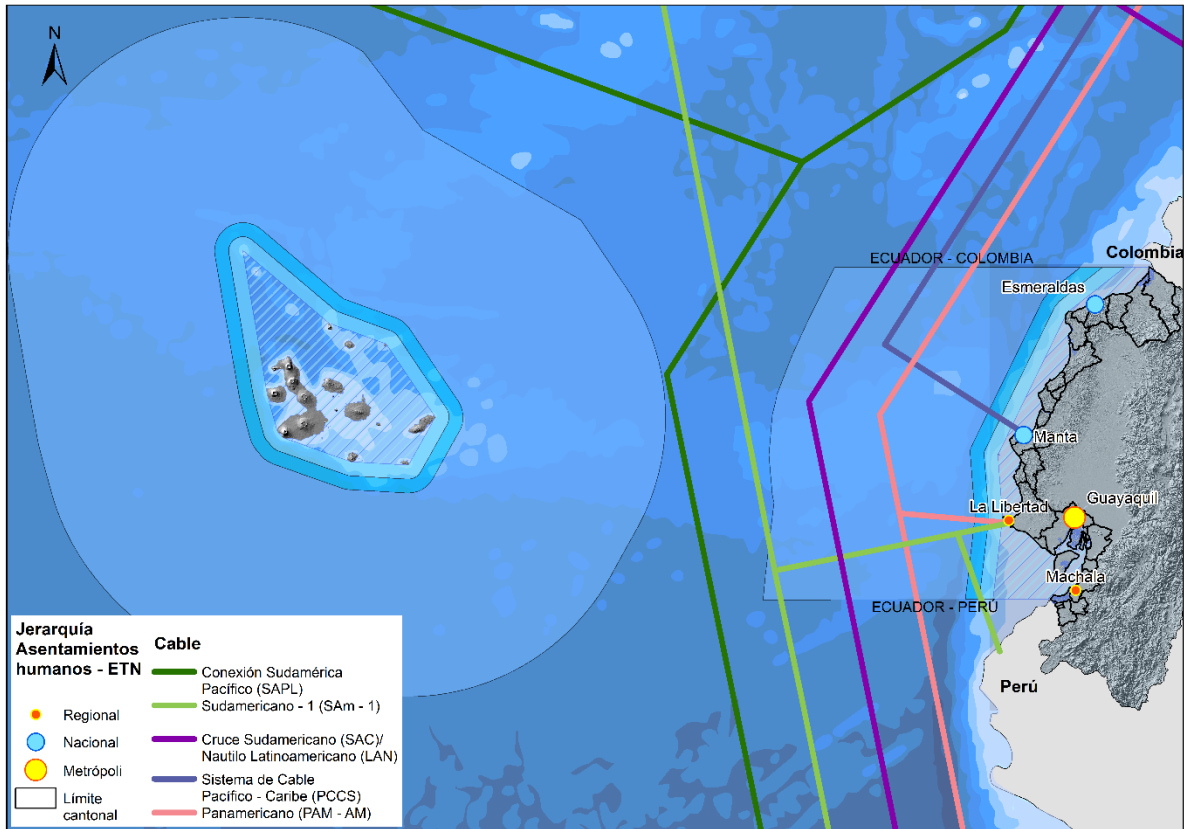 N
ECUADOR - COLOMBIA
Colombia
Esmeraldas
Manta
La Libertad
Guayaquil
Machala
ECUADOR - PERÚ
Perú
Jerarquía
Asentamientos
humanos - ETN
Regional
Nacional
Metrópoli
Límite
cantonal
Cable
Conexión Sudamérica
Pacífico (SAPL)
Sudamericano - 1 (SAm - 1)
Cruce Sudamericano (SAC)/
Nautilo Latinoamericano (LAN)
Sistema de Cable
Pacífico - Caribe (PCCS)
Panamericano (PAM - AM)